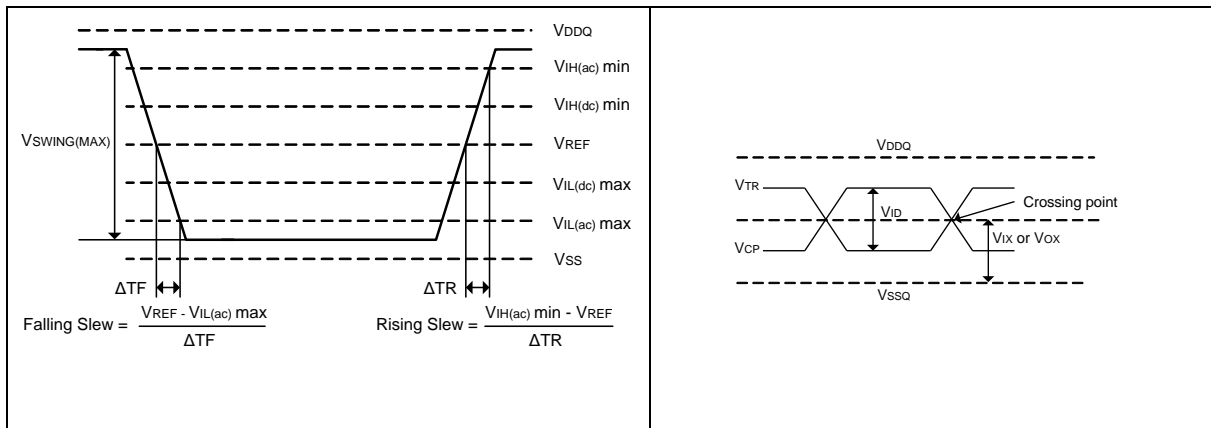 VDDQ
VIH(ac) min
VIH(dc) min
VSWING(MAX)
VREF
VIL(dc) max
VIL(ac) max
VSS
ΔTF
ΔTR
Falling Slew = VREF - VIL(ac) max
ΔTF
Rising Slew = VIH(ac) min - VREF
ΔTR
VDDQ
VTR
VID
Crossing point
VIX or VOX
VCP
VSSQ